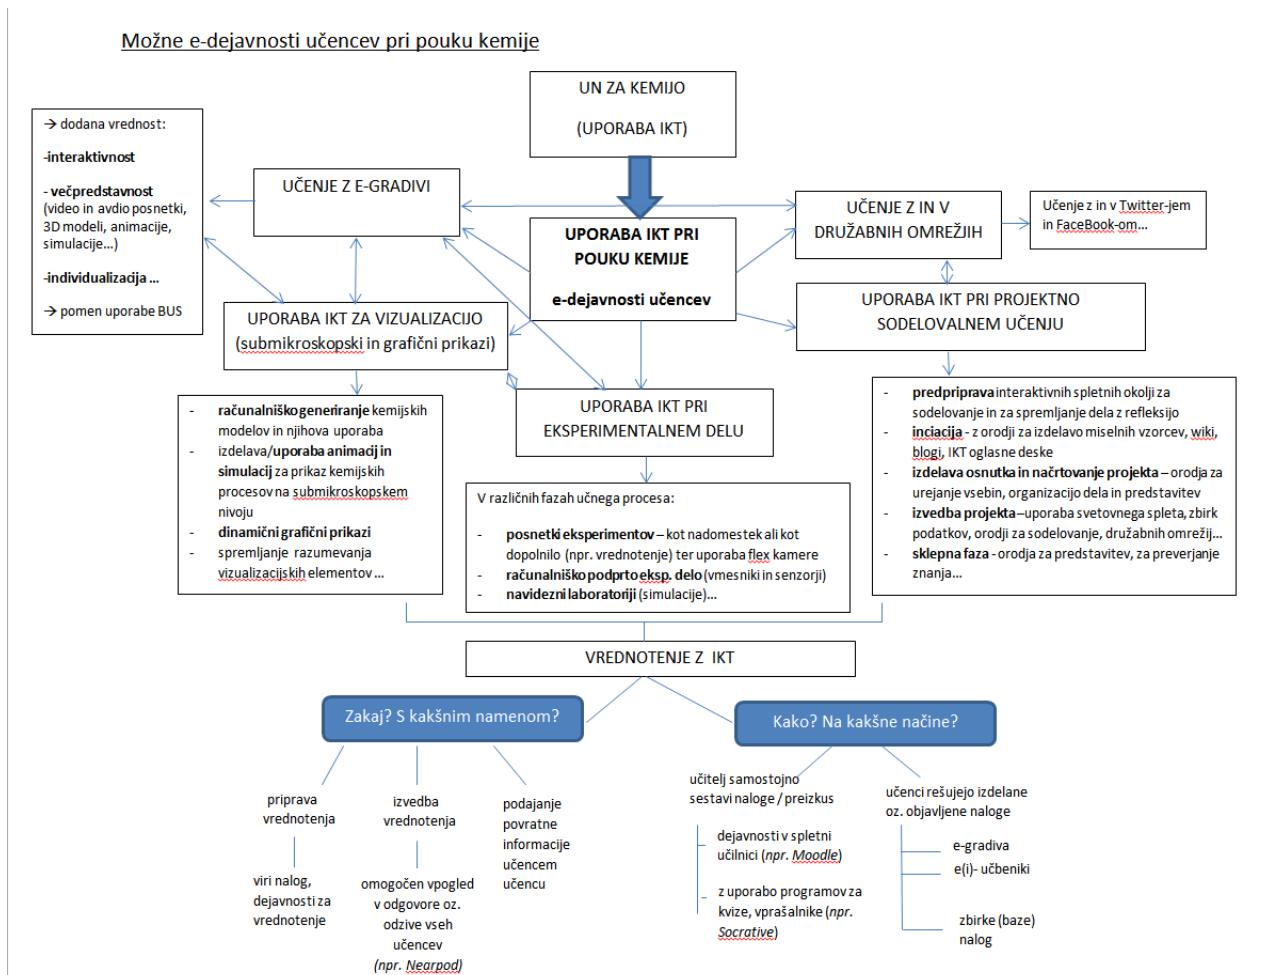 Možne e-dejavnosti učencev pri pouku kemije
UN ZA KEMIJO
(UPORABA IKT)
→ dodana vrednost:
-interaktivnost
- večpredstavnost
(video in avdio posnetki,
3D modeli, animacije,
simulacije...)
-individualizacija ...
→ pomen uporabe BUS
UČENJE Z E-GRADIVI
UPORABA IKT PRI
POUKU KEMIJE
e-dejavnosti učencev
UČENJE Z IN V
DRUŽABNIH OMREŽJIH
Učenje z in v Twitter-jem
in FaceBook-om...
UPORABA IKT ZA VIZUALIZACIJO
(submikroskopski in grafični prikazi)
UPORABA IKT PRI PROJEKTNO
SODELOVALNEM UČENJU
UPORABA IKT PRI
EKSPERIMENTALNEM DELU
- računalniško generiranje kemijskih
modelov in njihova uporaba
- izdelava/uporaba animacij in
simulacij za prikaz kemijskih
procesov na submikroskopskem
nivoju
- dinamični grafični prikazi
- spremljanje razumevanja
vizualizacijskih elementov ...
V različnih fazah učnega procesa:
- posnetki eksperimentov – kot nadomestek ali kot
dopolnilo (npr. vrednotenje) ter uporaba flex kamere
- računalniško podprto eksp. delo (vmesniki in senzorji)
- navidezni laboratoriji (simulacije)...
- predpriprava interaktivnih spletnih okolji za
sodelovanje in za spremljanje dela z refleksijo
- inciacija - z orodji za izdelavo miselnih vzorcev, wiki,
blogi, IKT oglasne deske
- izdelava osnutka in načrtovanje projekta – orodja za
urejanje vsebin, organizacijo dela in predstavitev
- izvedba projekta –uporaba svetovnega spleta, zbirk
podatkov, orodji za sodelovanje, družabnih omrežij...
- sklepna faza - orodja za predstavitev, za preverjanje
znanja...
VREDNOTENJE Z IKT
Zakaj? S kakšnim namenom?
Kako? Na kakšne načine?
priprava
vrednotenja
viri nalog,
dejavnosti za
vrednotenje
izvedba
vrednotenja
omogočen vpogled
v odgovore oz.
odzive vseh
učencev
(npr. Nearpod)
podajanje
povratne
informacije
učencem
učencu
učitelj samostojno
sestavi naloge / preizkus
- dejavnosti v spletni
učilnici (npr. Moodle)
- z uporabo programov za
kvize, vprašalnike (npr.
Socrative)
učenci rešujejo izdelane
oz. objavljene naloge
e-gradiva
e(i)- učbeniki
zbirke (baze)
nalog